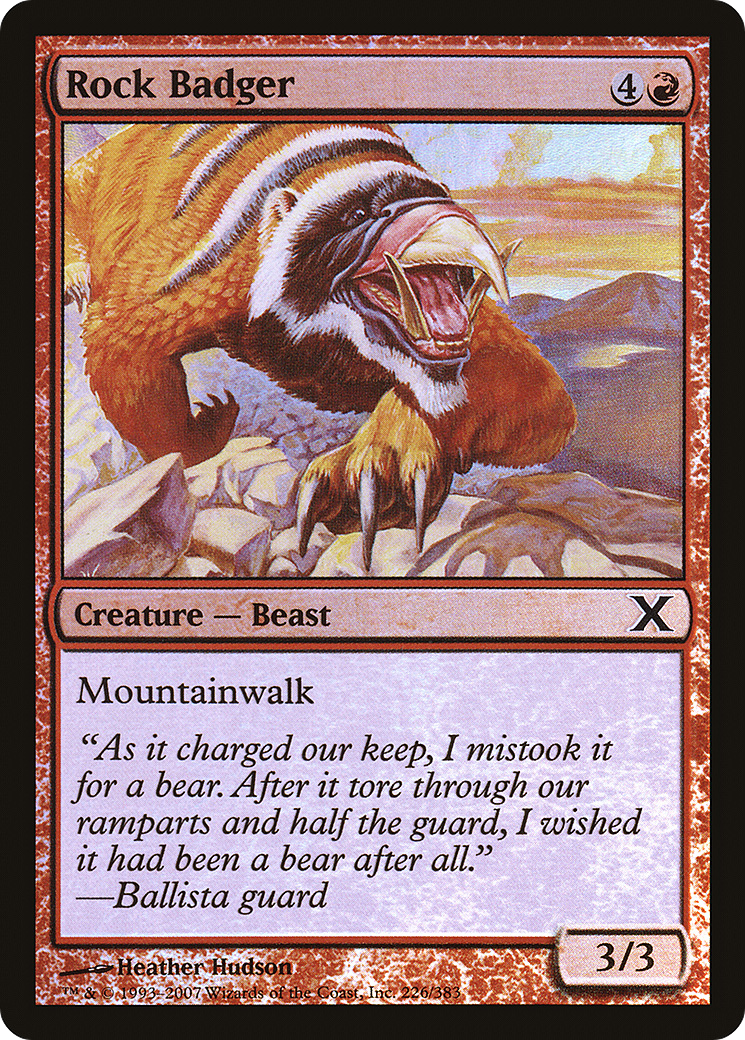 Rock Badger 4
Creature — Beast X
Mountainwalk
“As it charged our keep, I mistook it
for a bear. After it tore through our
ramparts and half the guard, I wished
it had been a bear after all.”
—Ballista guard
3/3
Heather Hudson
™ & © 1993–2007 Wizards of the Coast, Inc. 226/383